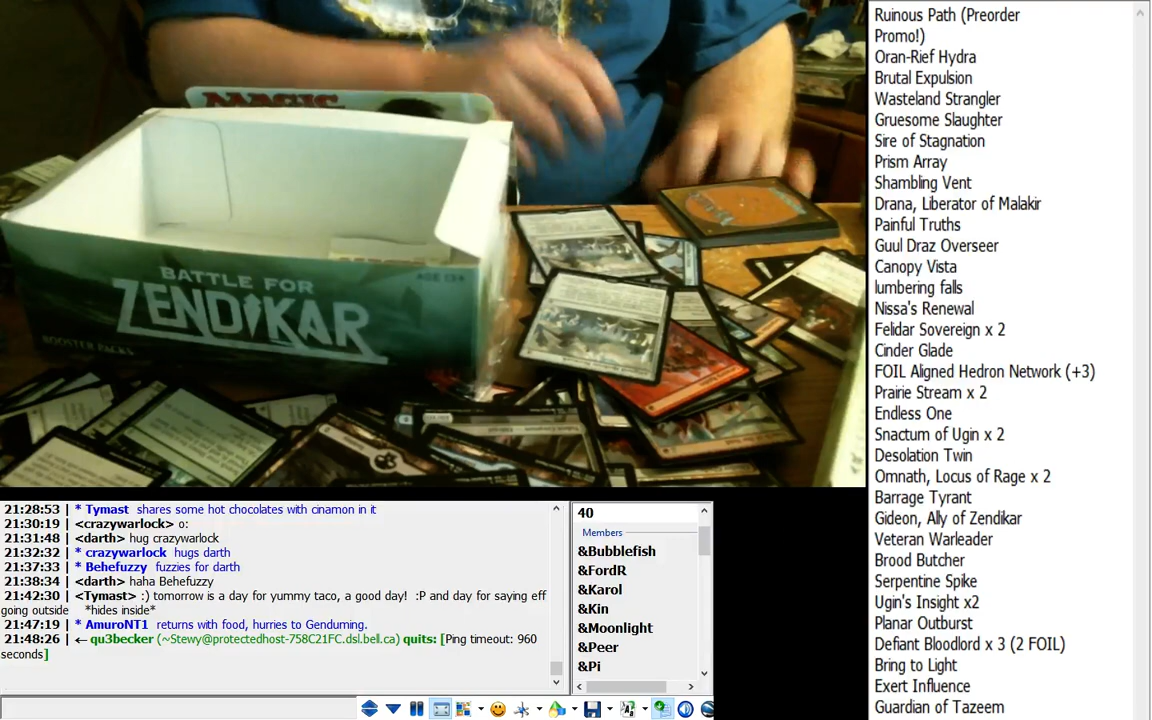 MAGIC
BATTLE FOR
ZENDIKAR
AGE 13+
BOOSTER PACKS
21:28:53 | * Tymast shares some hot chocolates with cinamon in it
21:30:19 | <crazywarlock> o:
21:31:48 | <darth> hug crazywarlock
21:32:32 | * crazywarlock hugs darth
21:37:33 | * Behefuzzy fuzzies for darth
21:38:34 | <darth> haha Behefuzzy
21:42:30 | <Tymast> :) tomorrow is a day for yummy taco, a good day! :P and day for saying eff
going outside *hides inside*
21:47:19 | * AmuroNT1 returns with food, hurries to Genduming.
21:48:26 | ← qu3becker (~Stewy@protectedhost-758C21FC.dsl.bell.ca) quits: [Ping timeout: 960
seconds]
40
Members
&Bubblefish
&FordR
&Karol
&Kin
&Moonlight
&Peer
&Pi
Ruinous Path (Preorder
Promo!)
Oran-Rief Hydra
Brutal Expulsion
Wasteland Strangler
Gruesome Slaughter
Sire of Stagnation
Prism Array
Shambling Vent
Drana, Liberator of Malakir
Painful Truths
Guul Draz Overseer
Canopy Vista
lumbering falls
Nissa's Renewal
Felidar Sovereign x 2
Cinder Glade
FOIL Aligned Hedron Network (+3)
Prairie Stream x 2
Endless One
Snactum of Ugin x 2
Desolation Twin
Omnath, Locus of Rage x 2
Barrage Tyrant
Gideon, Ally of Zendikar
Veteran Warleader
Brood Butcher
Serpentine Spike
Ugin's Insight x2
Planar Outburst
Defiant Bloodlord x 3 (2 FOIL)
Bring to Light
Exert Influence
Guardian of Tazeem